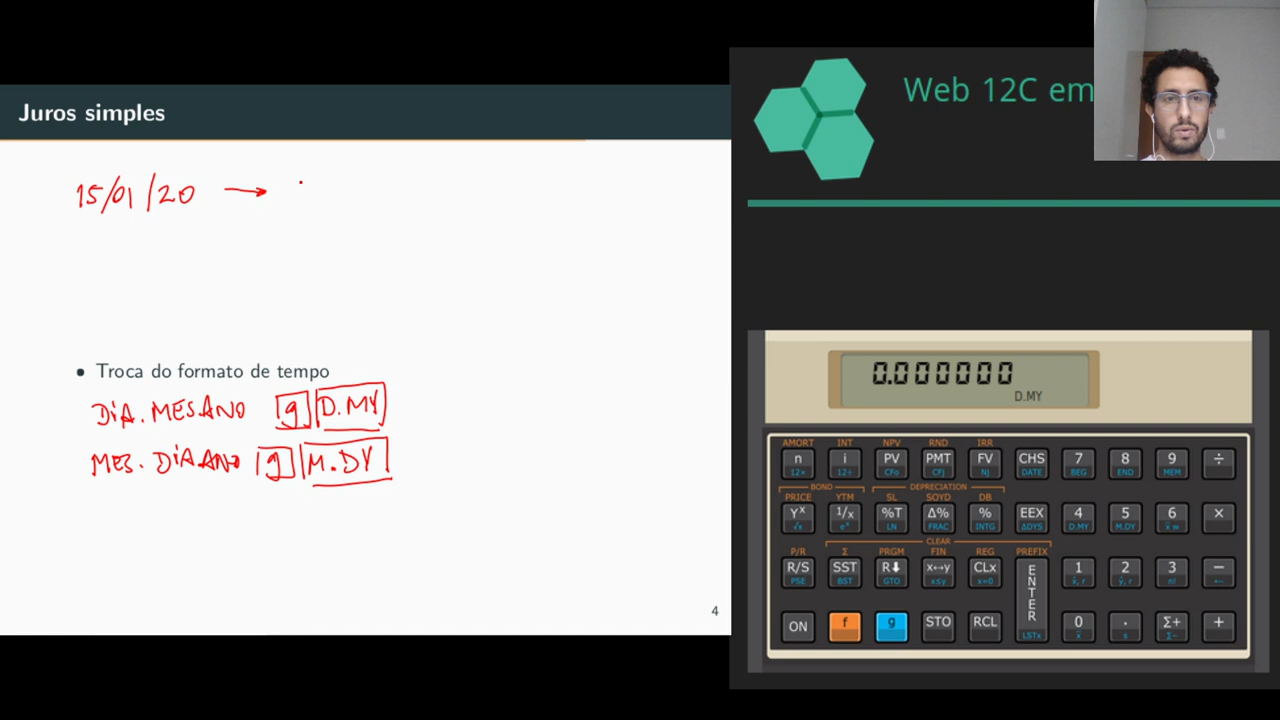 Juros simples
15/01/20 →
• Troca do formato de tempo
DIA. MESANO g D.MY
MES. DIAANO g M.DY
4
Web 12C em
0.000000
D.MY
AMORT INT NPV RND IRR
n i PV PMT FV CHS 7 8 9 ÷
12× 12÷ CFo CFj Nj DATE BEG END MEM
BOND DEPRECIATION
PRICE YTM SL SOYD DB
Yx 1/x %T Δ% % EEX 4 5 6 ×
√x ex LN FRAC INTG ΔDYS D.MY M.DY x̄ w
CLEAR
P/R Σ PRGM FIN REG PREFIX
R/S SST R⬇ x↔y CLx ENTER 1 2 3 −
PSE BST GTO x≤y x=0 x̂, r ŷ, r n! ←
ON f g STO RCL LSTx 0 . Σ+ +
x̄ s Σ−